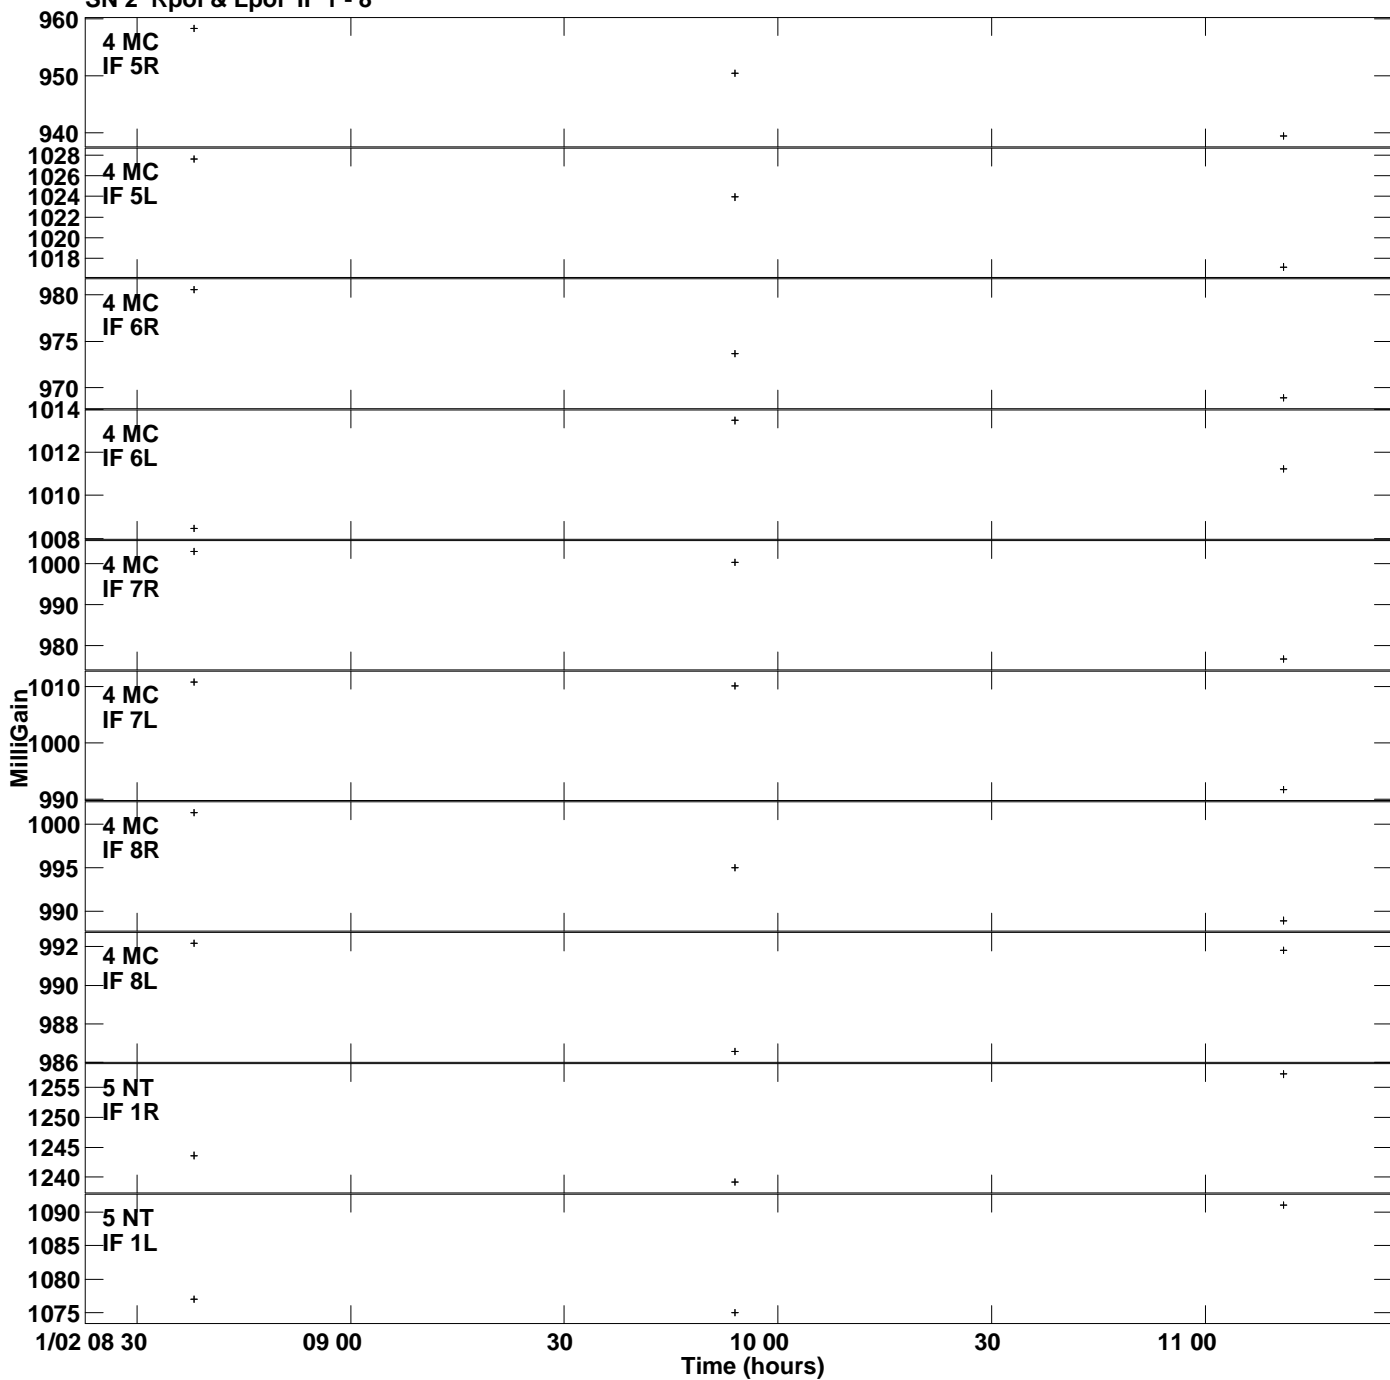 SN 2 Rpol & Lpol IF 1 - 8
960
4 MC
IF 5R
950
940
1028
4 MC
1026
IF 5L
1024
1022
1020
1018
980
4 MC
IF 6R
975
970
1014
4 MC
1012
IF 6L
1010
1008
1000
4 MC
IF 7R
990
980
1010
4 MC
IF 7L
1000
990
MilliGain
1000
4 MC
IF 8R
995
990
992
4 MC
990
IF 8L
988
986
1255
5 NT
IF 1R
1250
1245
1240
1090
5 NT
IF 1L
1085
1080
1075
1/02 08 30 09 00 30 10 00 30 11 00
Time (hours)